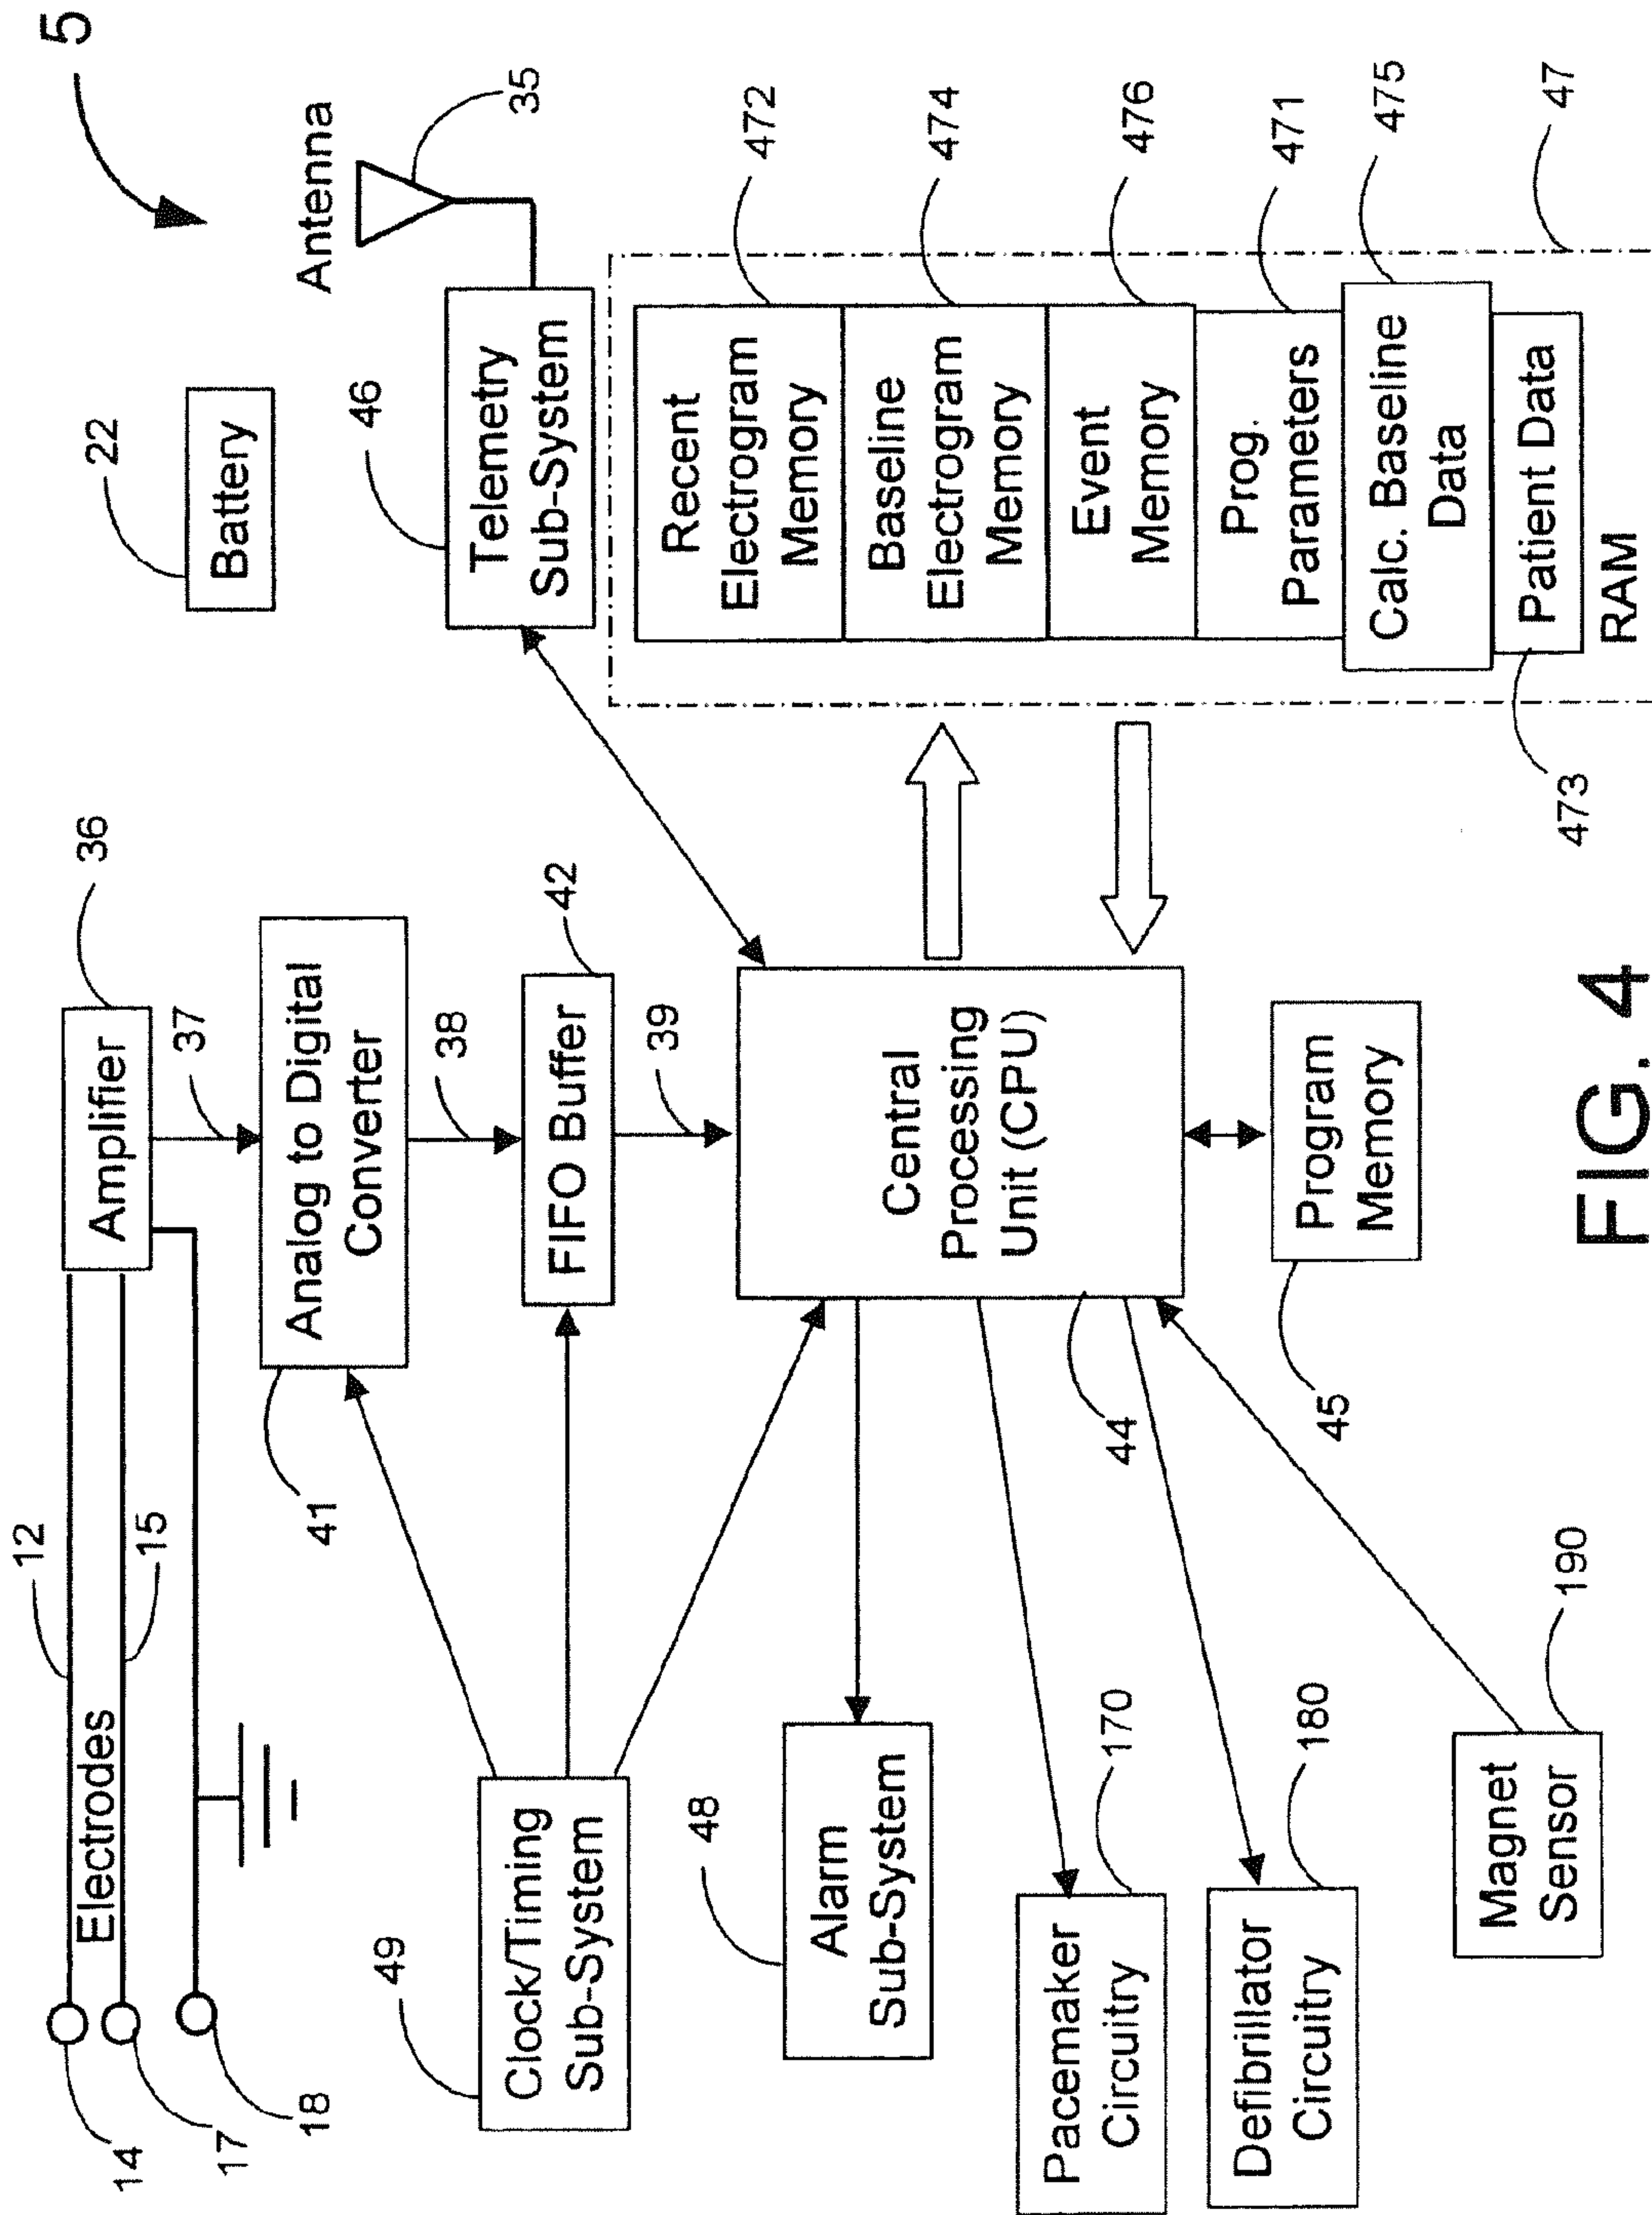 5
14
17
18
Electrodes
12
15
Amplifier
36
37
Analog to Digital
Converter
41
38
FIFO Buffer
42
39
Battery
22
Antenna
35
Telemetry
Sub-System
46
Clock/Timing
Sub-System
49
Central
Processing
Unit (CPU)
44
Alarm
Sub-System
48
Pacemaker
Circuitry
170
Defibrillator
Circuitry
180
Magnet
Sensor
190
Program
Memory
45
Recent
Electrogram
Memory
472
Baseline
Electrogram
Memory
474
Event
Memory
476
Prog.
Parameters
471
Calc. Baseline
Data
475
Patient Data
473
RAM
47
FIG. 4